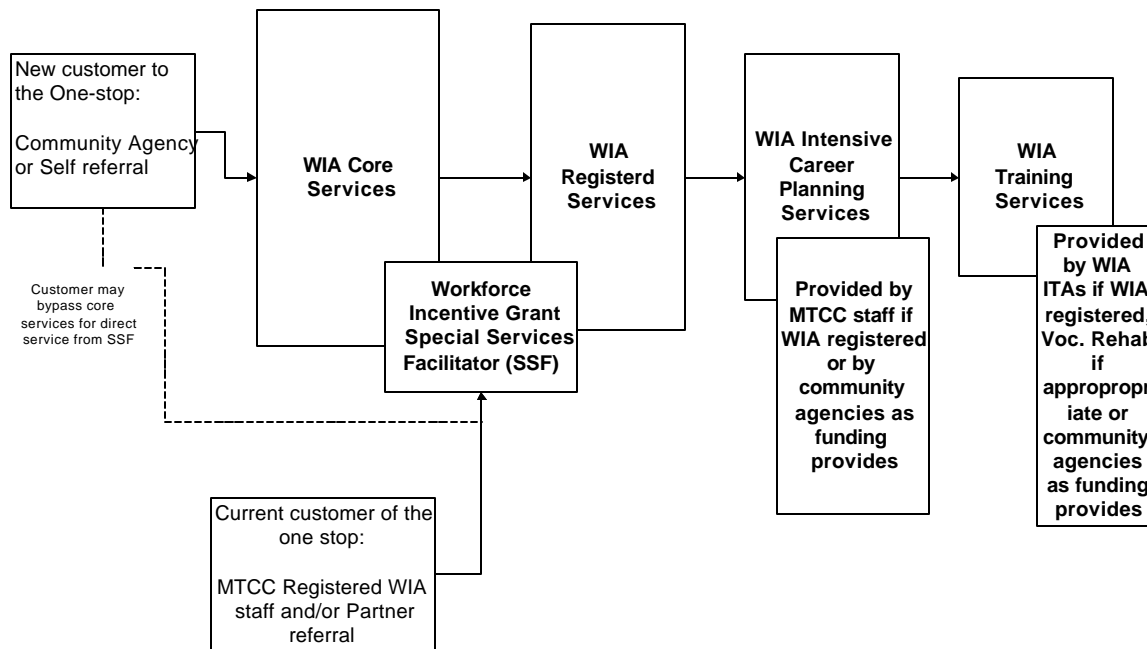 New customer to
the One-stop:
Community Agency
or Self referral
Customer may
bypass core
services for direct
service from SSF
WIA Core
Services
WIA
Registerd
Services
Workforce
Incentive Grant
Special Services
Facilitator (SSF)
Current customer of the
one stop:
MTCC Registered WIA
staff and/or Partner
referral
WIA Intensive
Career
Planning
Services
Provided by
MTCC staff if
WIA registered
or by
community
agencies as
funding
provides
WIA
Training
Services
Provided
by WIA
ITAs if WIA
registered,
Voc. Rehab
if
appropropr
iate or
community
agencies
as funding
provides